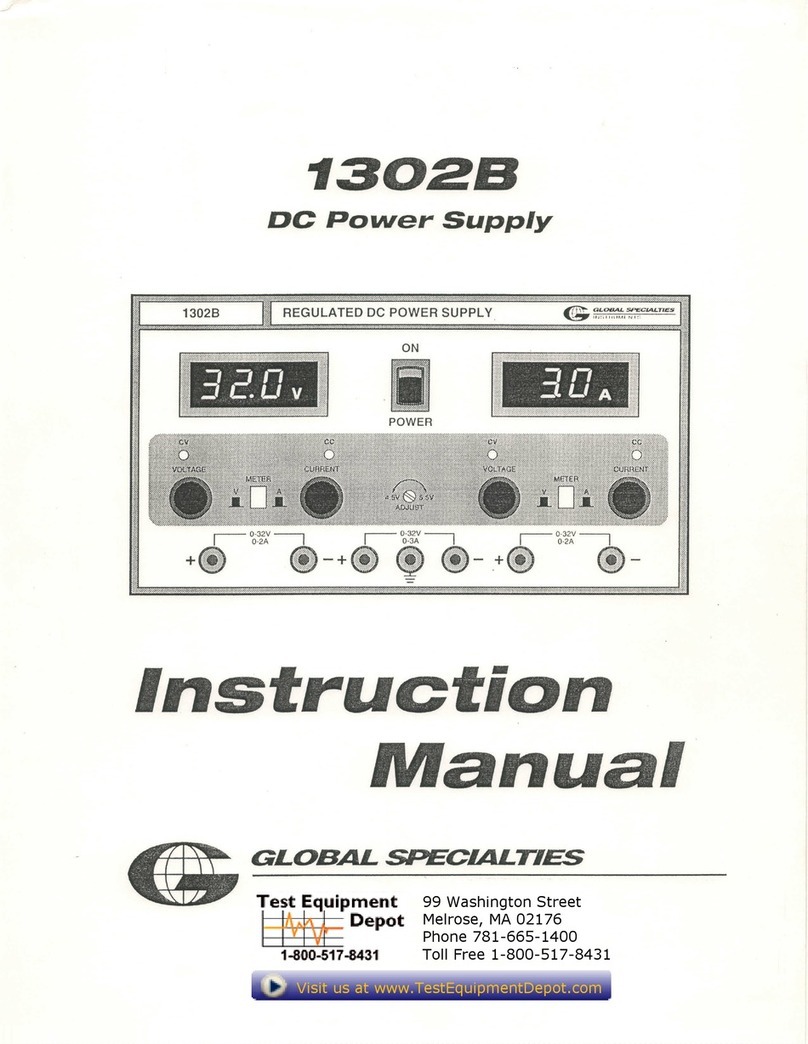 1302B
DC Power Supply
1302B
REGULATED DC POWER SUPPLY
GLOBAL SPECIALTIES
INSTRUMENTS
ON
32.0 V
3.0 A
POWER
CV
CC
CV
CC
VOLTAGE
CURRENT
VOLTAGE
CURRENT
METER
METER
V
A
V
A
4.5V
5.5V
ADJUST
0-32V
0-32V
0-32V
0-2A
0-3A
0-2A
+
− +
− +
−
Instruction
Manual
GLOBAL SPECIALTIES
Test Equipment
Depot
1-800-517-8431
99 Washington Street
Melrose, MA 02176
Phone 781-665-1400
Toll Free 1-800-517-8431
Visit us at www.TestEquipmentDepot.com